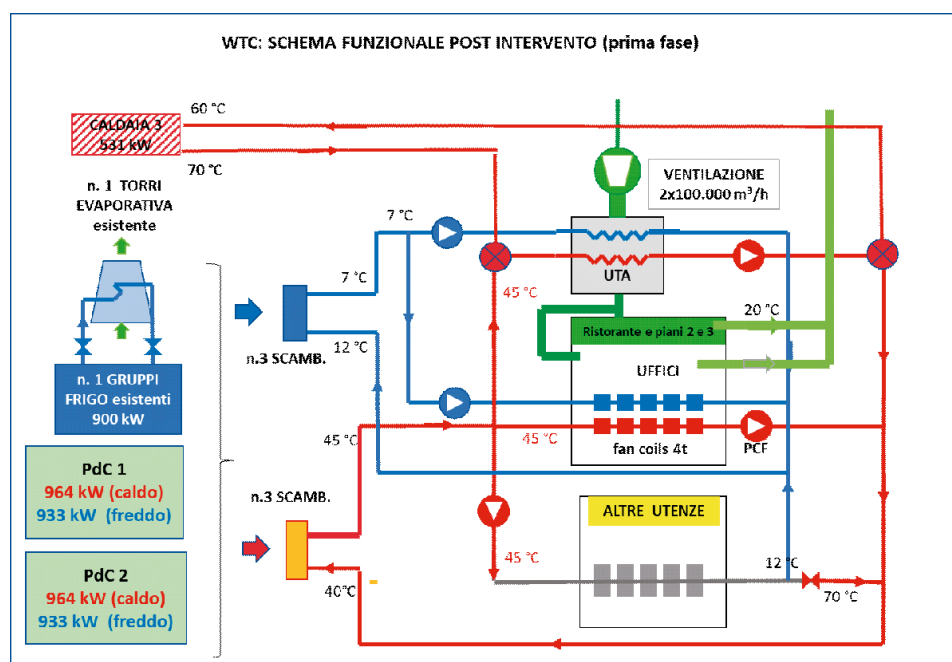 WTC: SCHEMA FUNZIONALE POST INTERVENTO (prima fase)
60 °C
CALDAIA 3
531 kW
70 °C
n. 1 TORRI
EVAPORATIVA
esistente
VENTILAZIONE
2x100.000 m³/h
7 °C
7 °C
UTA
45 °C
20 °C
12 °C
n.3 SCAMB.
Ristorante e piani 2 e 3
UFFICI
n. 1 GRUPPI
FRIGO esistenti
900 kW
45 °C
45 °C
fan coils 4t
PCF
PdC 1
964 kW (caldo)
933 kW (freddo)
n.3 SCAMB.
ALTRE UTENZE
45 °C
12 °C
40°C
70 °C
PdC 2
964 kW (caldo)
933 kW (freddo)